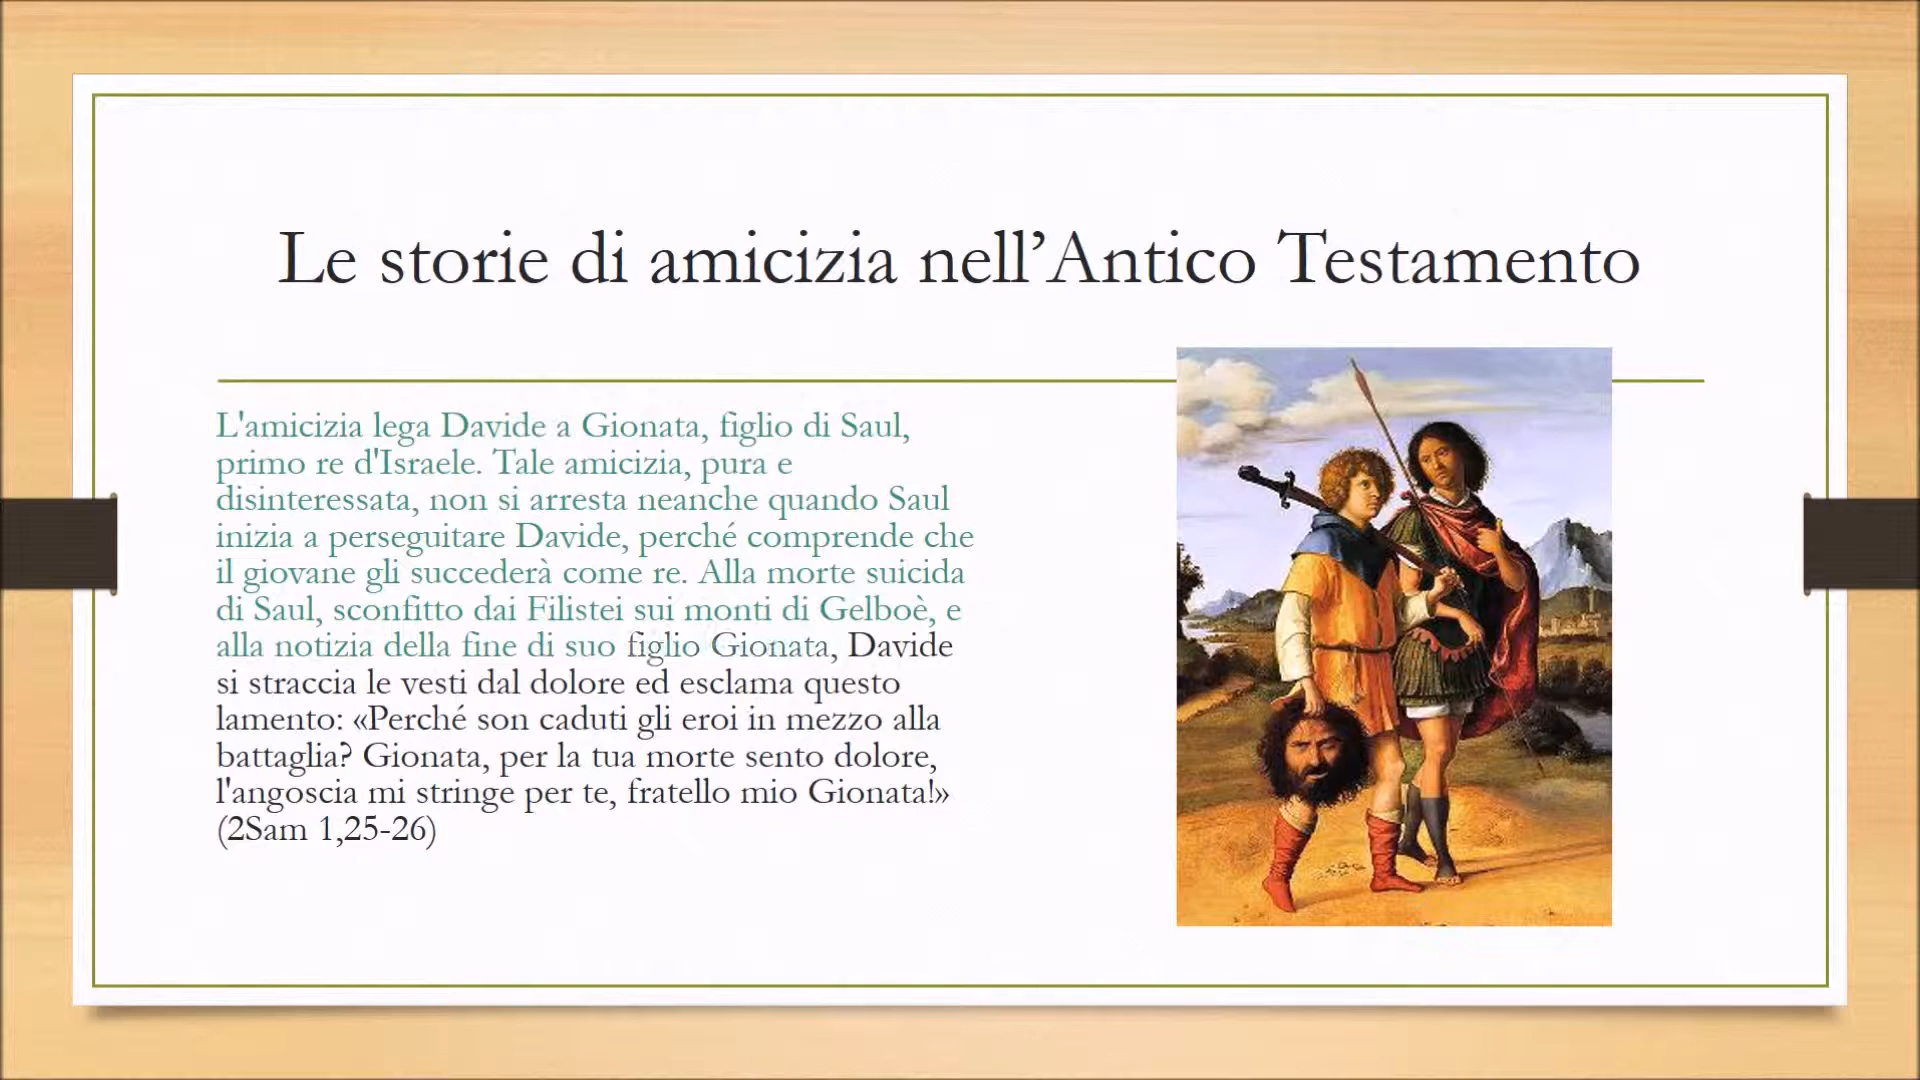 Le storie di amicizia nell’Antico Testamento
L'amicizia lega Davide a Gionata, figlio di Saul,
primo re d'Israele. Tale amicizia, pura e
disinteressata, non si arresta neanche quando Saul
inizia a perseguitare Davide, perché comprende che
il giovane gli succederà come re. Alla morte suicida
di Saul, sconfitto dai Filistei sui monti di Gelboè, e
alla notizia della fine di suo figlio Gionata, Davide
si straccia le vesti dal dolore ed esclama questo
lamento: «Perché son caduti gli eroi in mezzo alla
battaglia? Gionata, per la tua morte sento dolore,
l'angoscia mi stringe per te, fratello mio Gionata!»
(2Sam 1,25-26)